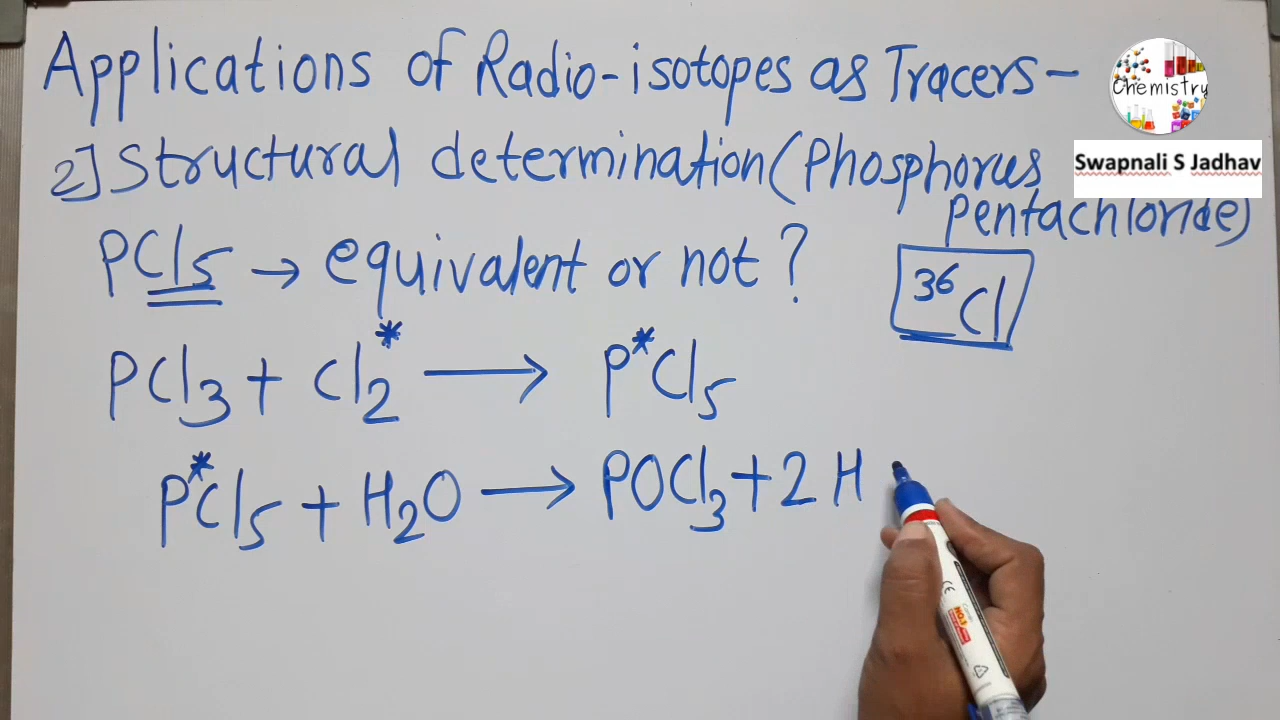 Applications of Radio-isotopes as Tracers-
Chemistry
Swapnali S Jadhav
2] Structural determination (Phosphorus
Pentachloride)
PCl5 → equivalent or not?
³⁶Cl
PCl₃ + Cl₂* → P*Cl₅
P*Cl₅ + H₂O → POCl₃ + 2 H